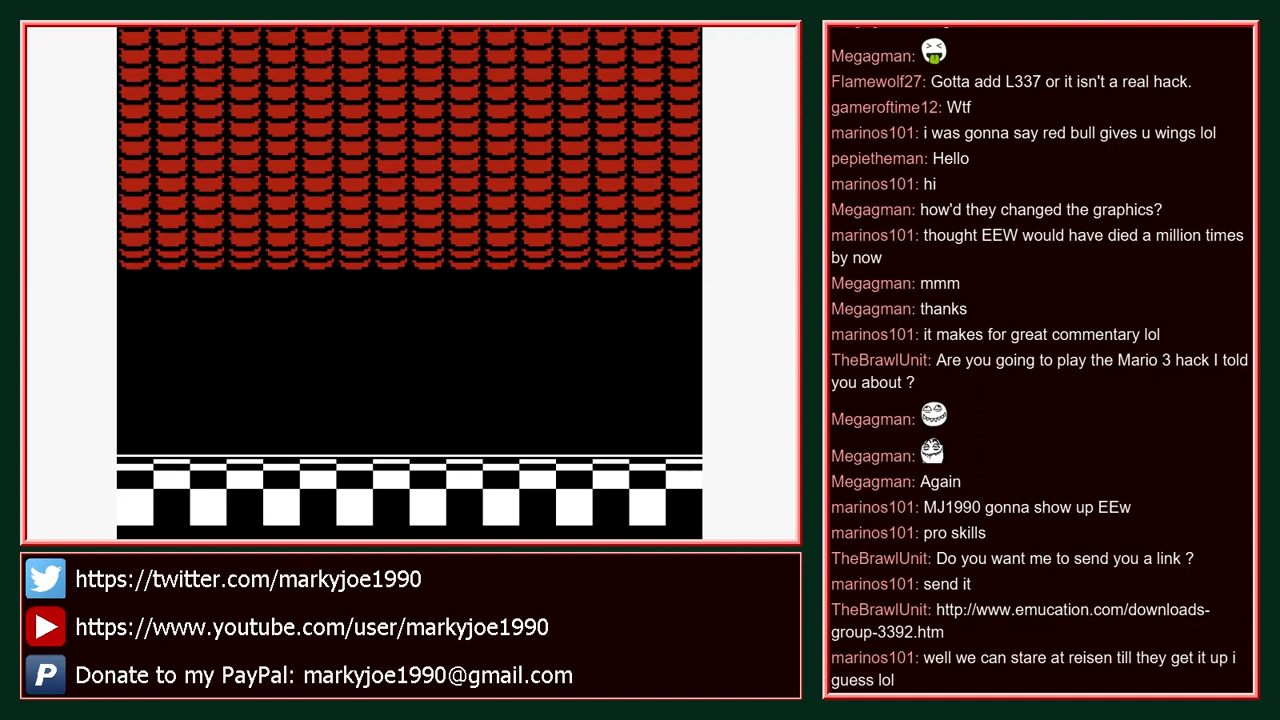 https://twitter.com/markyjoe1990
https://www.youtube.com/user/markyjoe1990
P Donate to my PayPal: markyjoe1990@gmail.com
Megagman:
Flamewolf27: Gotta add L337 or it isn't a real hack.
gameroftime12: Wtf
marinos101: i was gonna say red bull gives u wings lol
pepietheman: Hello
marinos101: hi
Megagman: how'd they changed the graphics?
marinos101: thought EEW would have died a million times
by now
Megagman: mmm
Megagman: thanks
marinos101: it makes for great commentary lol
TheBrawlUnit: Are you going to play the Mario 3 hack I told
you about ?
Megagman:
Megagman:
Megagman: Again
marinos101: MJ1990 gonna show up EEw
marinos101: pro skills
TheBrawlUnit: Do you want me to send you a link ?
marinos101: send it
TheBrawlUnit: http://www.emucation.com/downloads-
group-3392.htm
marinos101: well we can stare at reisen till they get it up i
guess lol